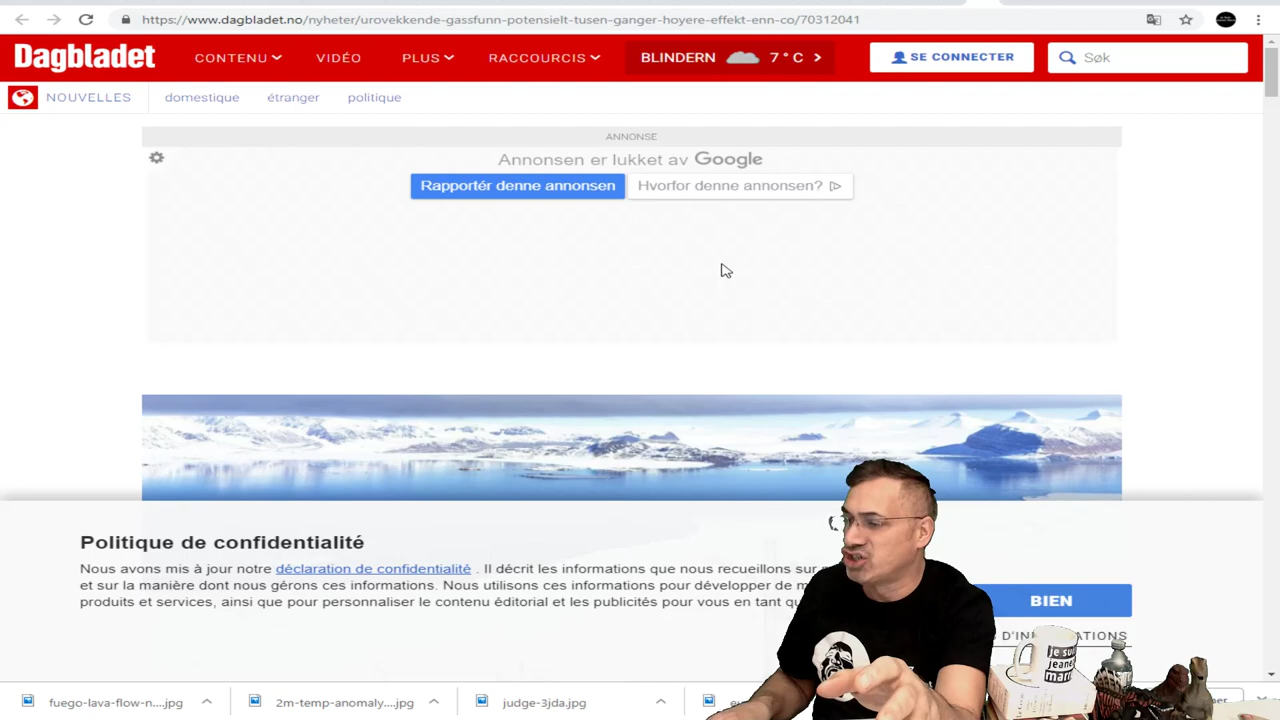 https://www.dagbladet.no/nyheter/urovekkende-gassfunn-potensielt-tusen-ganger-hoyere-effekt-enn-co/70312041
Dagbladet CONTENU VIDÉO PLUS RACCOURCIS BLINDERN 7°C SE CONNECTER Søk
NOUVELLES domestique étranger politique
ANNONSE
Annonsen er lukket av Google
Rapportér denne annonsen Hvorfor denne annonsen?
Politique de confidentialité
Nous avons mis à jour notre déclaration de confidentialité . Il décrit les informations que nous recueillons sur
et sur la manière dont nous gérons ces informations. Nous utilisons ces informations pour développer de
produits et services, ainsi que pour personnaliser le contenu éditorial et les publicités pour vous en tant
BIEN
je suis
jeanne
marc
fuego-lava-flow-n....jpg 2m-temp-anomaly....jpg judge-3jda.jpg